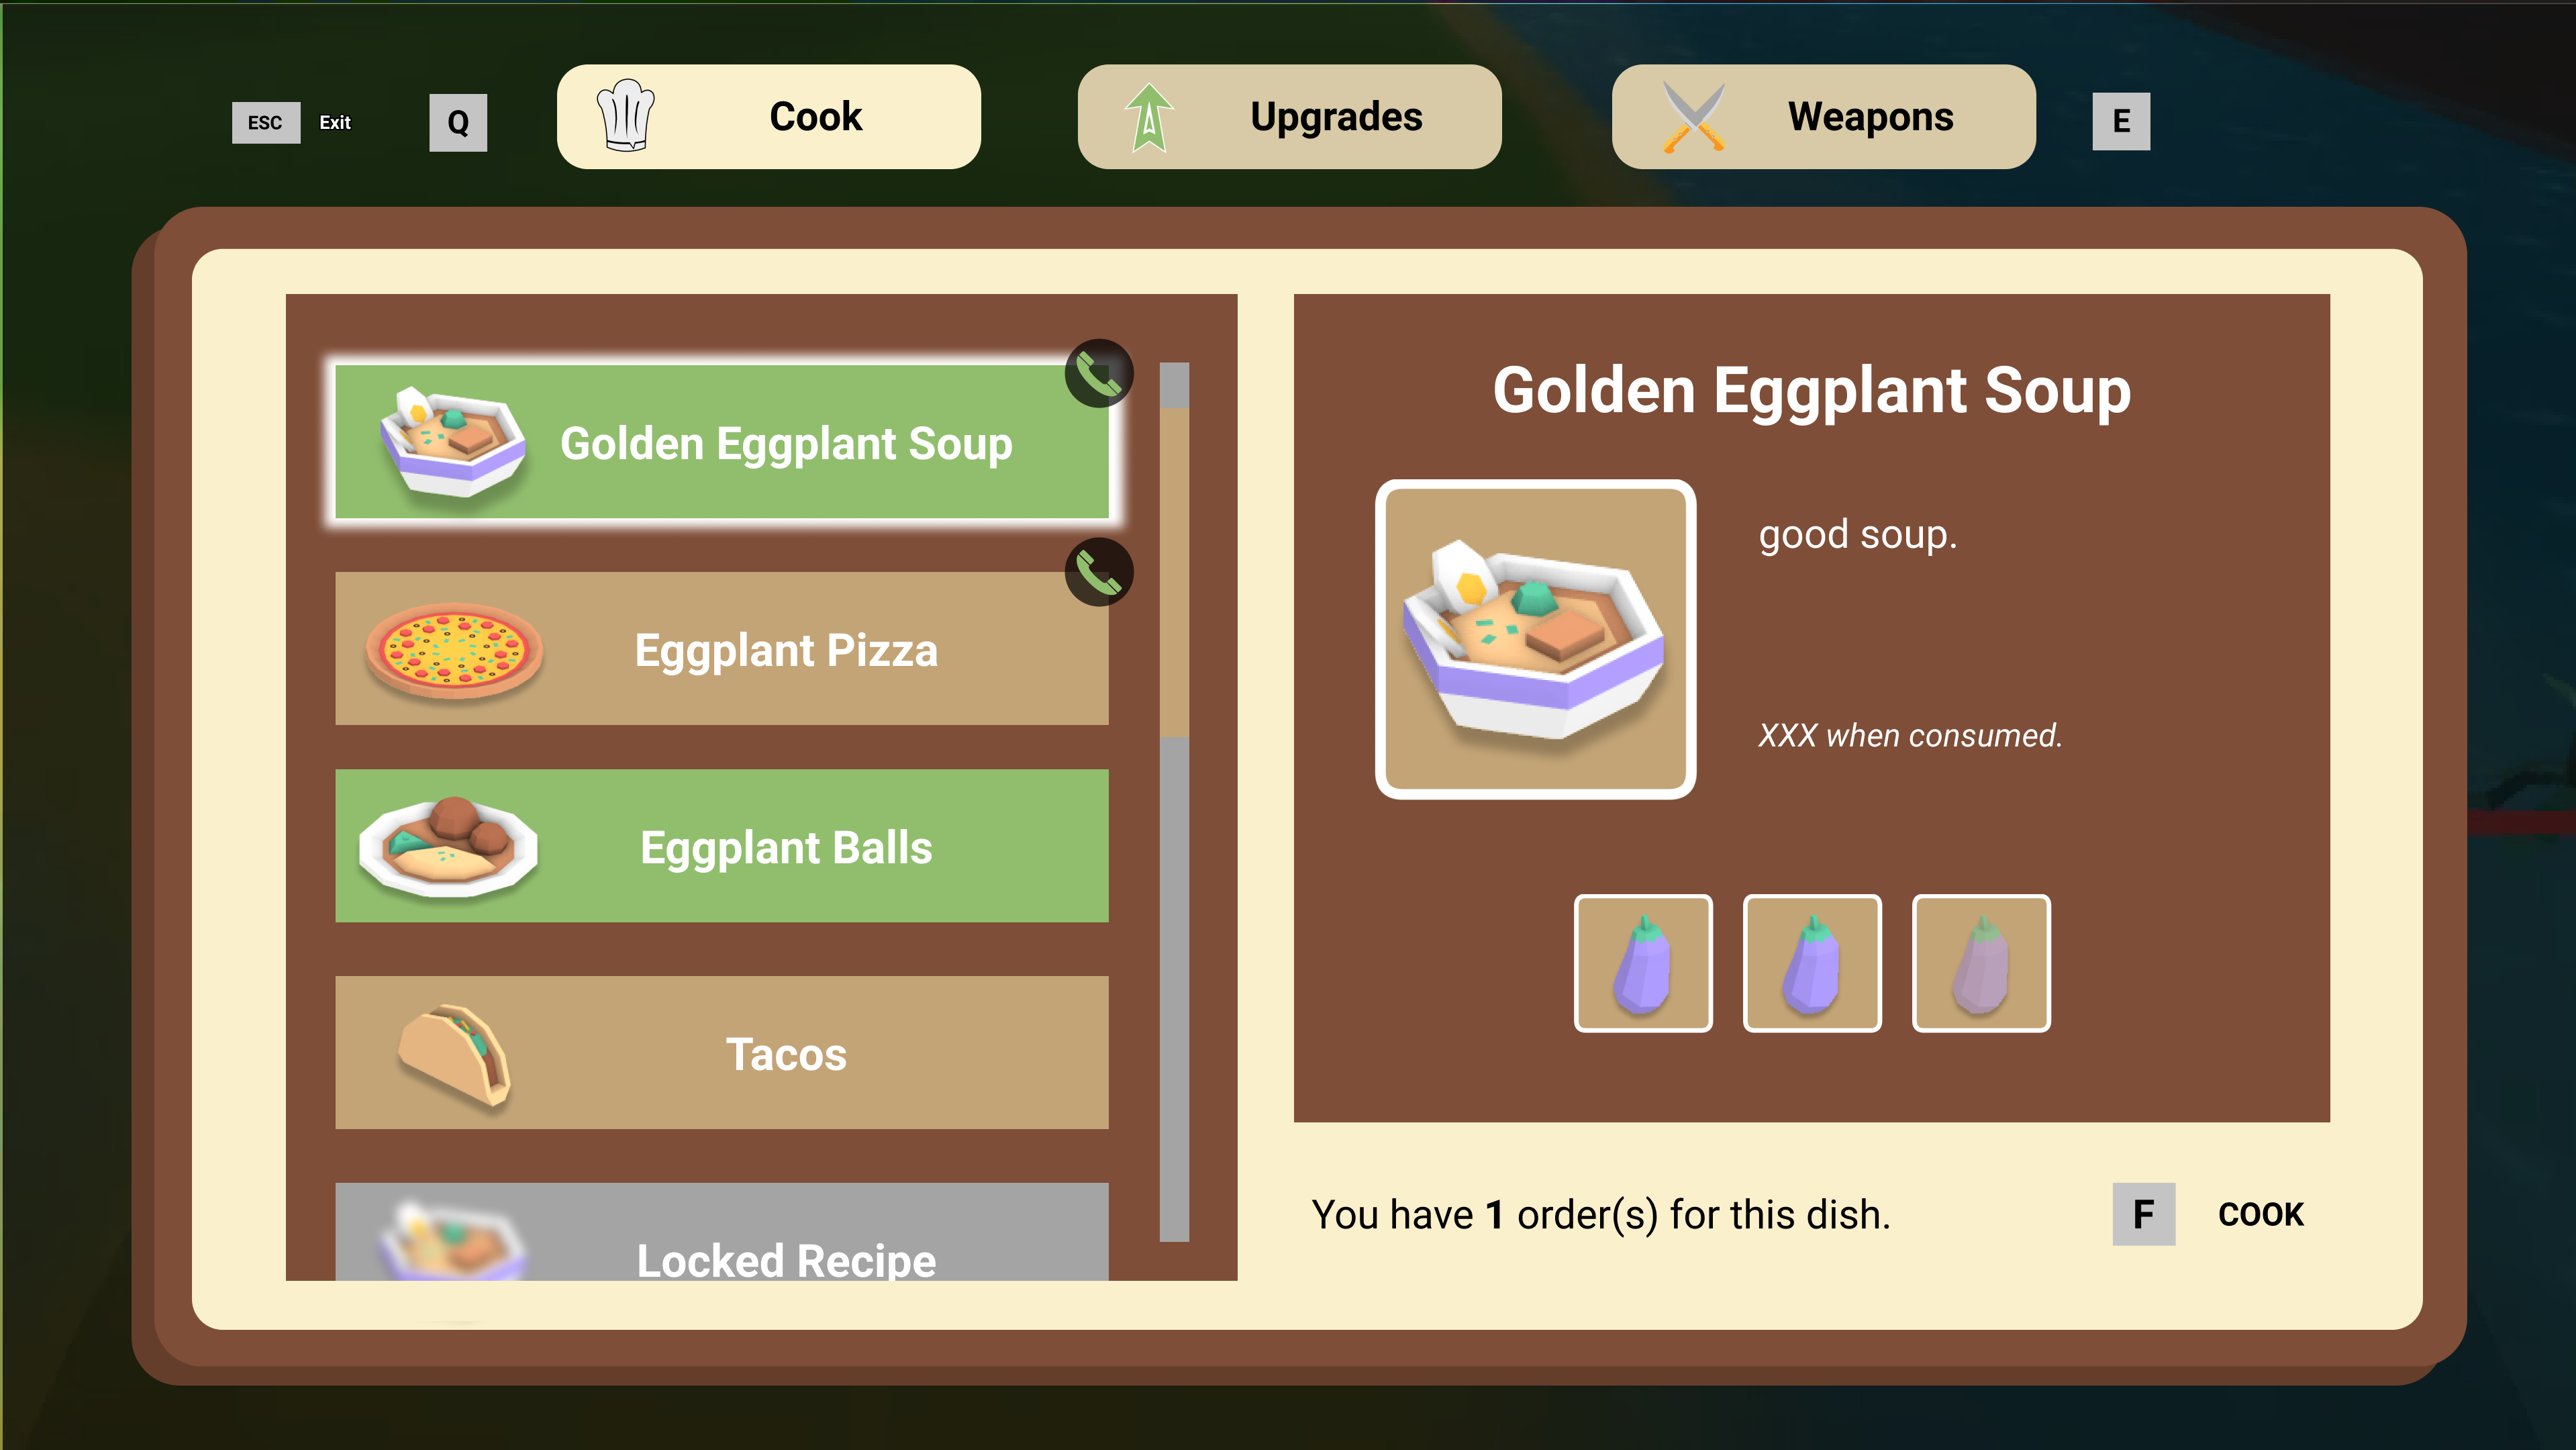 ESC Exit
Q
Cook
Upgrades
Weapons
E
Golden Eggplant Soup
Eggplant Pizza
Eggplant Balls
Tacos
Locked Recipe
Golden Eggplant Soup
good soup.
XXX when consumed.
You have 1 order(s) for this dish.
F COOK